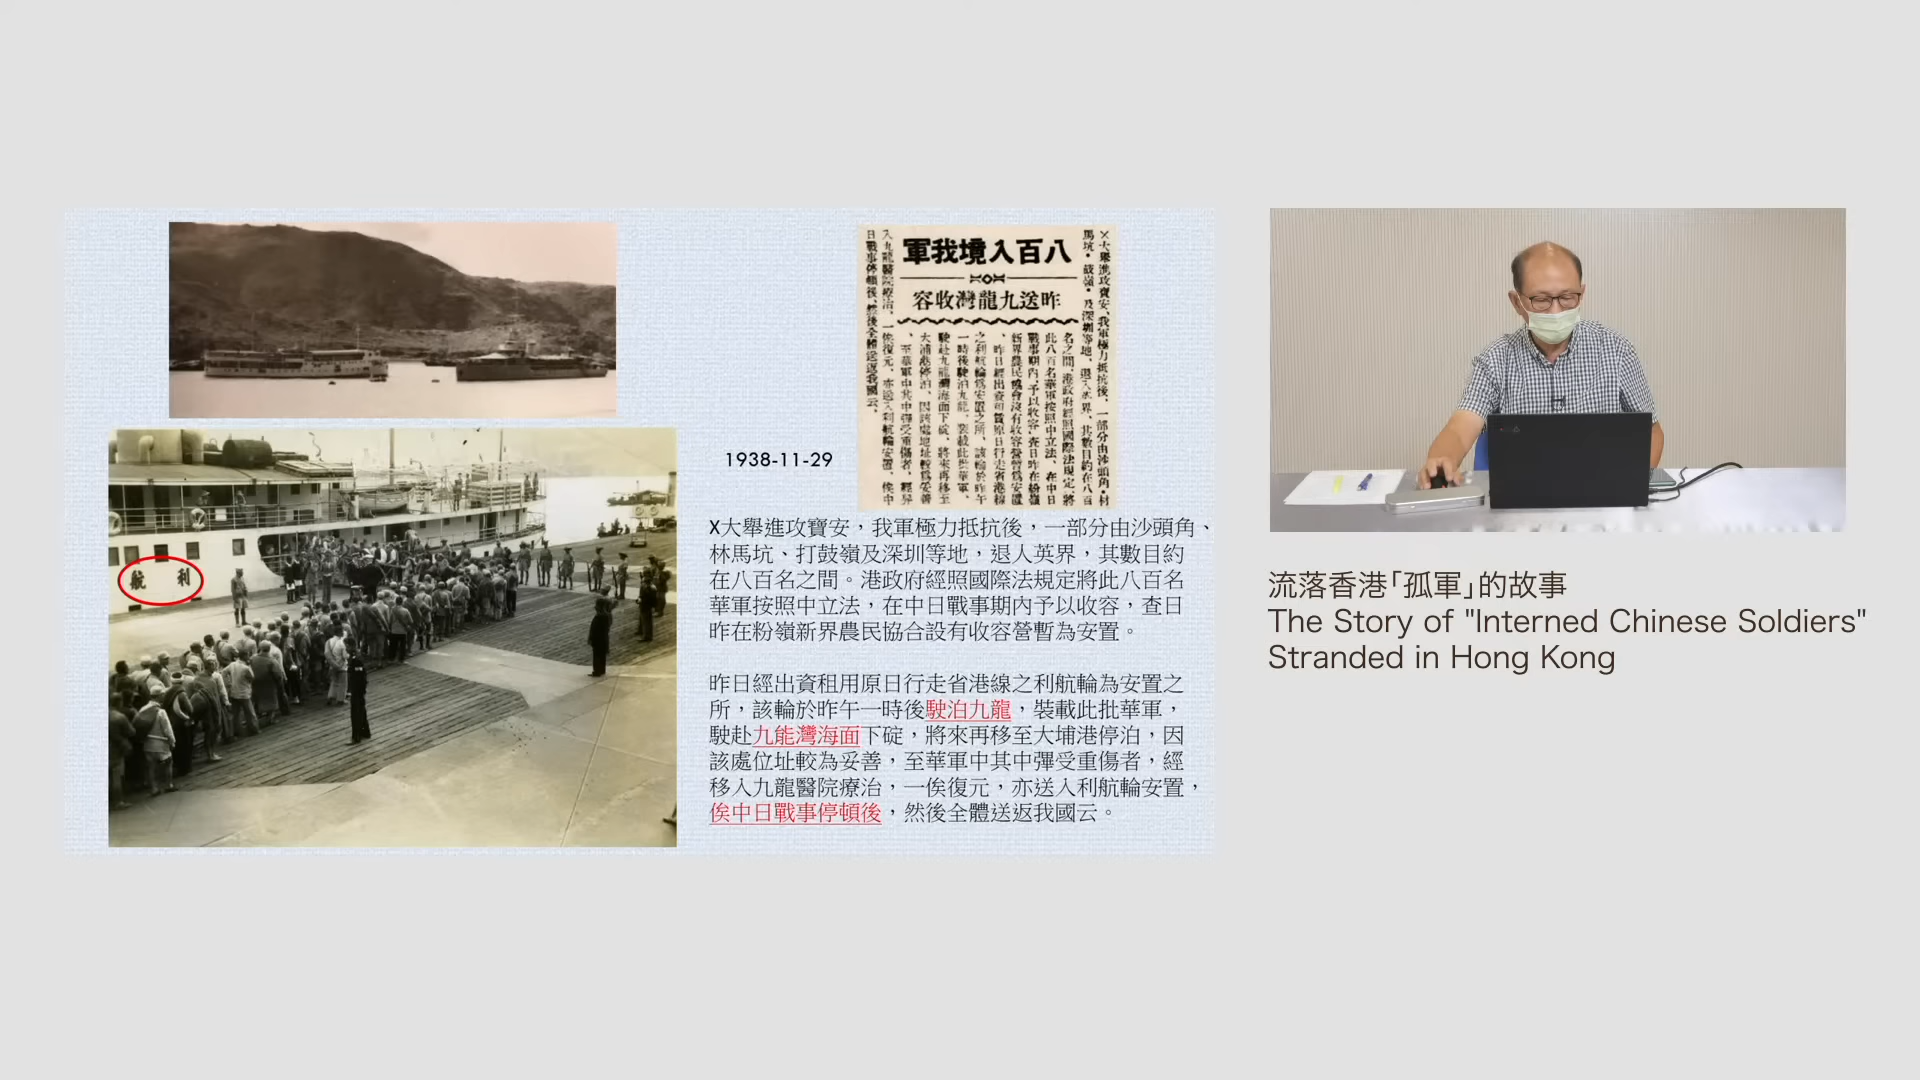 航 利
1938-11-29
軍我境入百八
容收灣龍九送昨
X大舉進攻寶安，我軍極力抵抗後，一部分由沙頭角、
林馬坑、打鼓嶺及深圳等地，退人英界，其數目約
在八百名之間。港政府經照國際法規定將此八百名
華軍按照中立法，在中日戰事期內予以收容，查日
昨在粉嶺新界農民協合設有收容營暫為安置。
昨日經出資租用原日行走省港線之利航輪為安置之
所，該輪於昨午一時後駛泊九龍，裝載此批華軍，
駛赴九能灣海面下碇，將來再移至大埔港停泊，因
該處位址較為妥善，至華軍中其中彈受重傷者，經
移入九龍醫院療治，一俟復元，亦送入利航輪安置，
俟中日戰事停頓後，然後全體送返我國云。
流落香港「孤軍」的故事
The Story of "Interned Chinese Soldiers"
Stranded in Hong Kong